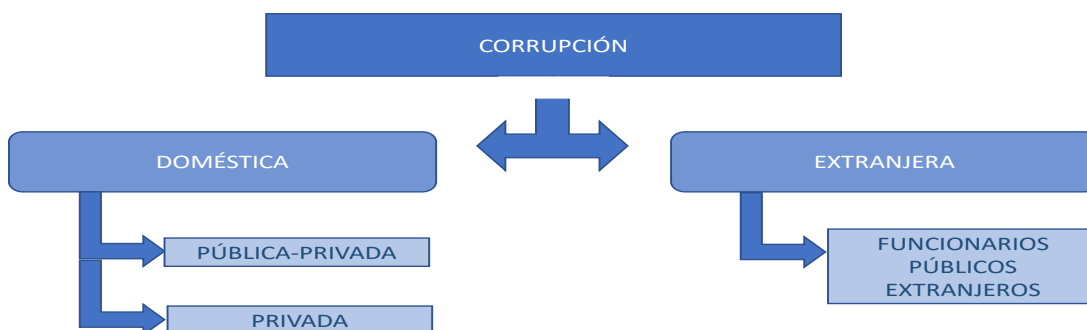 CORRUPCIÓN
DOMÉSTICA
EXTRANJERA
PÚBLICA-PRIVADA
FUNCIONARIOS
PÚBLICOS
EXTRANJEROS
PRIVADA